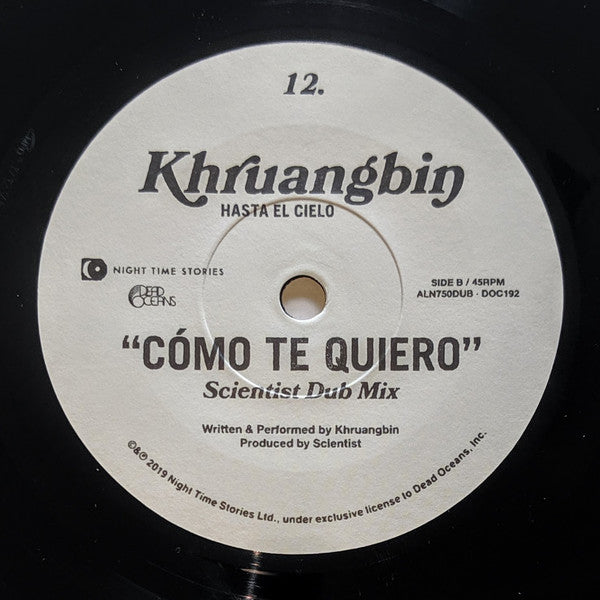 12.
Khruangbin
HASTA EL CIELO
NIGHT TIME STORIES
DEAD
OCEANS
SIDE B / 45RPM
ALN750DUB · DOC192
“CÓMO TE QUIERO”
Scientist Dub Mix
Written & Performed by Khruangbin
Produced by Scientist
©&℗ 2019 Night Time Stories Ltd., under exclusive license to Dead Oceans, Inc.